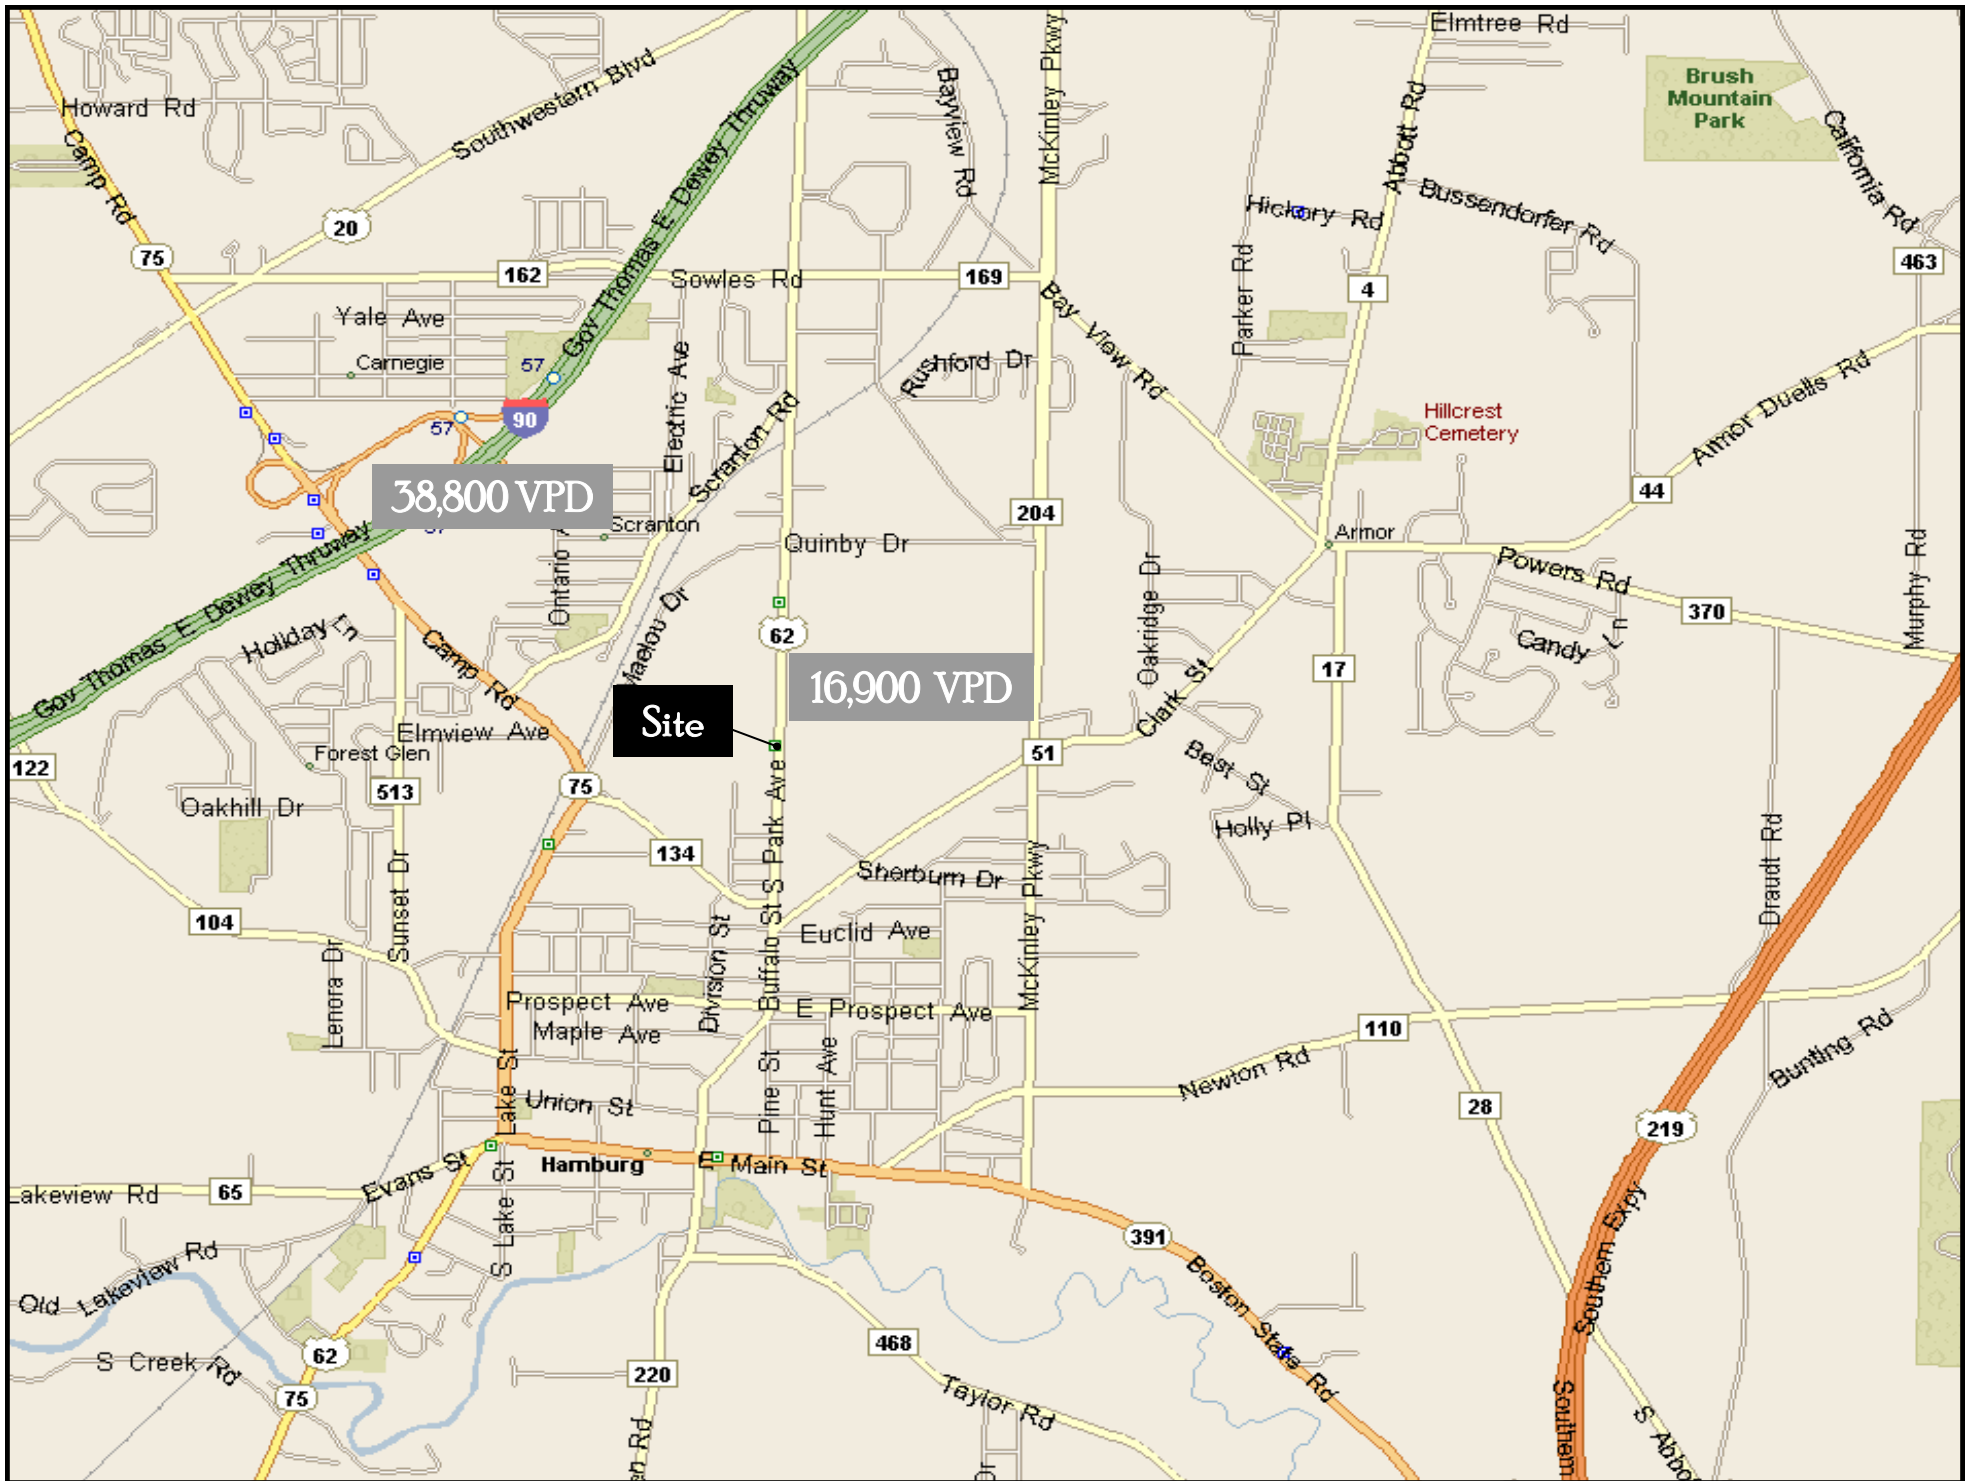 Elmtree Rd
Brush
Mountain
Park
Howard Rd
Camp Rd
Southwestern Blvd
Gov Thomas E Dewey Thruway
Bayview Rd
McKinley Pkwy
Abbott Rd
California Rd
Hickory Rd
Bussendorfer Rd
20
75
162
Sowles Rd
169
463
Parker Rd
4
Yale Ave
Bay View Rd
Carnegie
57
Rushford Dr
Electric Ave
Armor Duells Rd
90
57
Scranton Rd
Hillcrest
Cemetery
38,800 VPD
44
204
Scranton
57
Quinby Dr
Armor
Gov Thomas E Dewey Thruway
Ontario A
Powers Rd
Murphy Rd
Maelou Dr
Oakridge Dr
370
Holiday Ln
62
Candy Ln
Camp Rd
17
16,900 VPD
Site
Clark St
Elmview Ave
Forest Glen
51
Best St
122
75
513
Oakhill Dr
S Park Ave
Holly Pl
134
Draudt Rd
Sherburn Dr
McKinley Pkwy
104
Sunset Dr
Division St
Buffalo St
Euclid Ave
Lenora Dr
Prospect Ave
E Prospect Ave
Maple Ave
110
Bunting Rd
Lake St
Pine St
Hunt Ave
Newton Rd
Union St
28
219
Hamburg
E Main St
Evans St
Lakeview Rd
65
S Lake St
391
Southern Expy
Old Lakeview Rd
Boston State Rd
62
468
S Creek Rd
220
75
Taylor Rd
Southern
S Abbo
en Rd
Dr